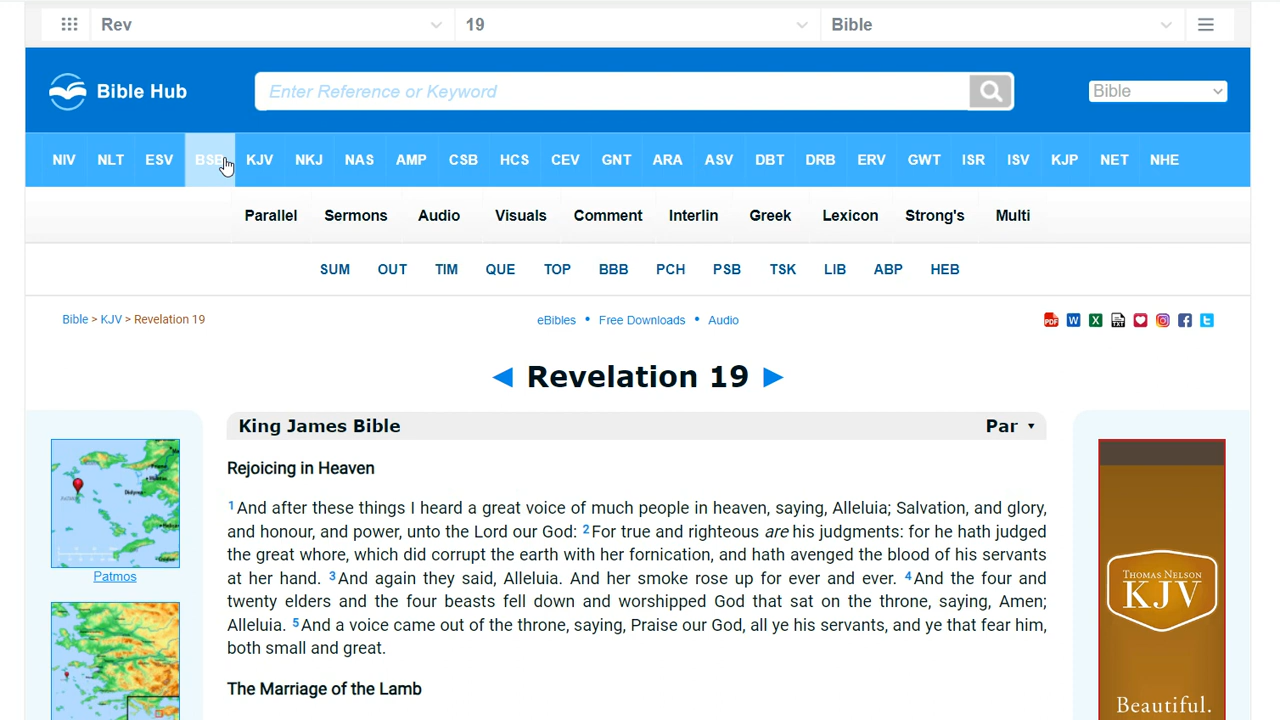 Rev 19 Bible
Bible Hub Enter Reference or Keyword Bible
NIV NLT ESV BSB KJV NKJ NAS AMP CSB HCS CEV GNT ARA ASV DBT DRB ERV GWT ISR ISV KJP NET NHE
Parallel Sermons Audio Visuals Comment Interlin Greek Lexicon Strong's Multi
SUM OUT TIM QUE TOP BBB PCH PSB TSK LIB ABP HEB
Bible > KJV > Revelation 19 eBibles • Free Downloads • Audio
◄ Revelation 19 ►
King James Bible Par ▼
Rejoicing in Heaven
1And after these things I heard a great voice of much people in heaven, saying, Alleluia; Salvation, and glory,
and honour, and power, unto the Lord our God: 2For true and righteous are his judgments: for he hath judged
the great whore, which did corrupt the earth with her fornication, and hath avenged the blood of his servants
at her hand. 3And again they said, Alleluia. And her smoke rose up for ever and ever. 4And the four and
twenty elders and the four beasts fell down and worshipped God that sat on the throne, saying, Amen;
Alleluia. 5And a voice came out of the throne, saying, Praise our God, all ye his servants, and ye that fear him,
both small and great.
The Marriage of the Lamb
Patmos
THOMAS NELSON
KJV
Beautiful.